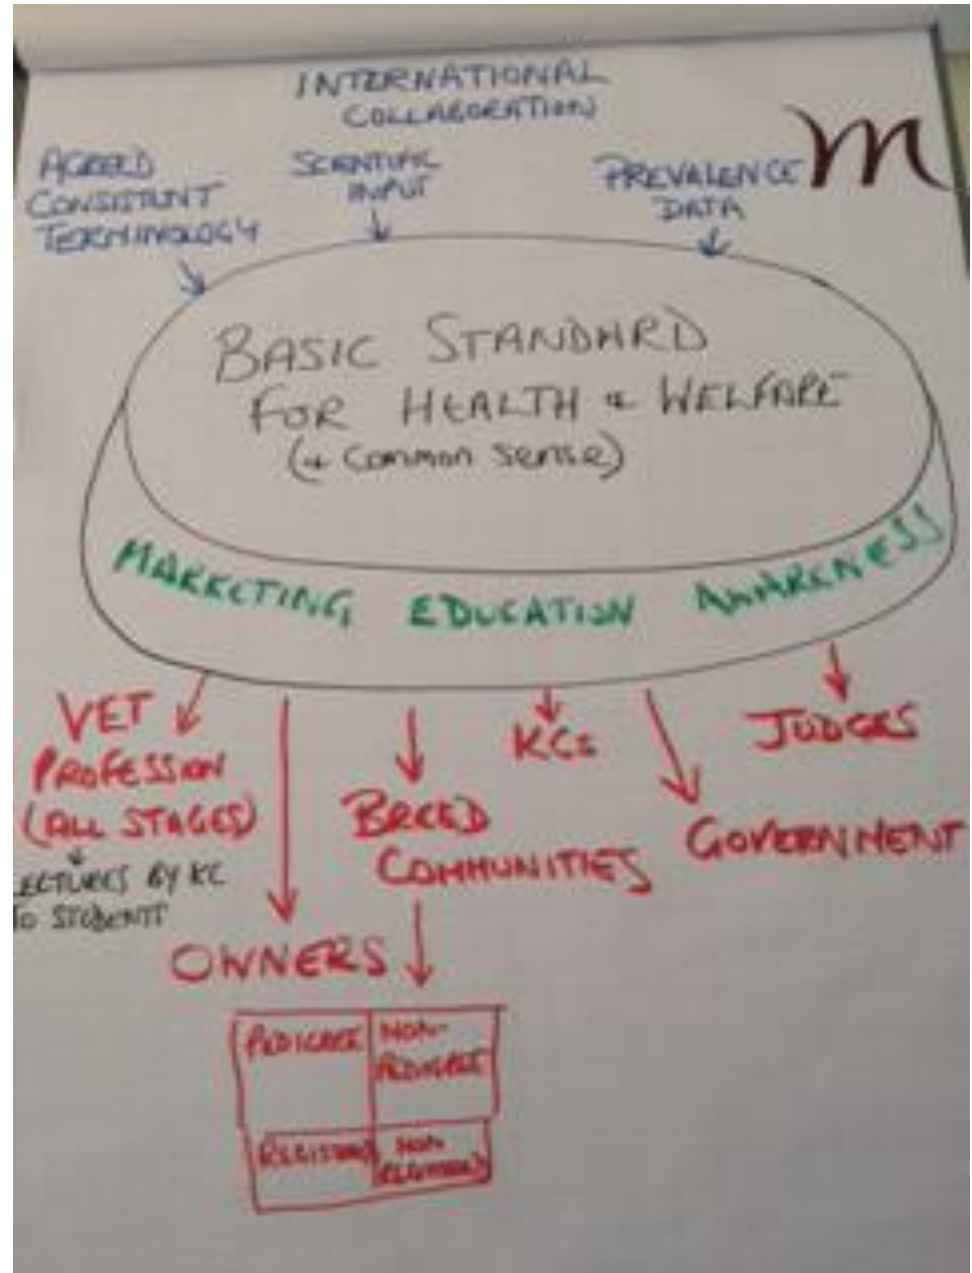 INTERNATIONAL
COLLABORATION
AGREED
CONSISTENT
TERMINOLOGY
SCIENTIFIC
INPUT
PREVALENCE
DATA
m
BASIC STANDARD
FOR HEALTH & WELFARE
(+ Common Sense)
MARKETING EDUCATION AWARENESS
VET
PROFESSION
(ALL STAGES)
LECTURES BY KC
TO STUDENTS
OWNERS
BREED
COMMUNITIES
KCs
GOVERNMENT
JUDGES
PEDIGREE
NON-
PEDIGREE
REGISTERED
NON
REGISTERED